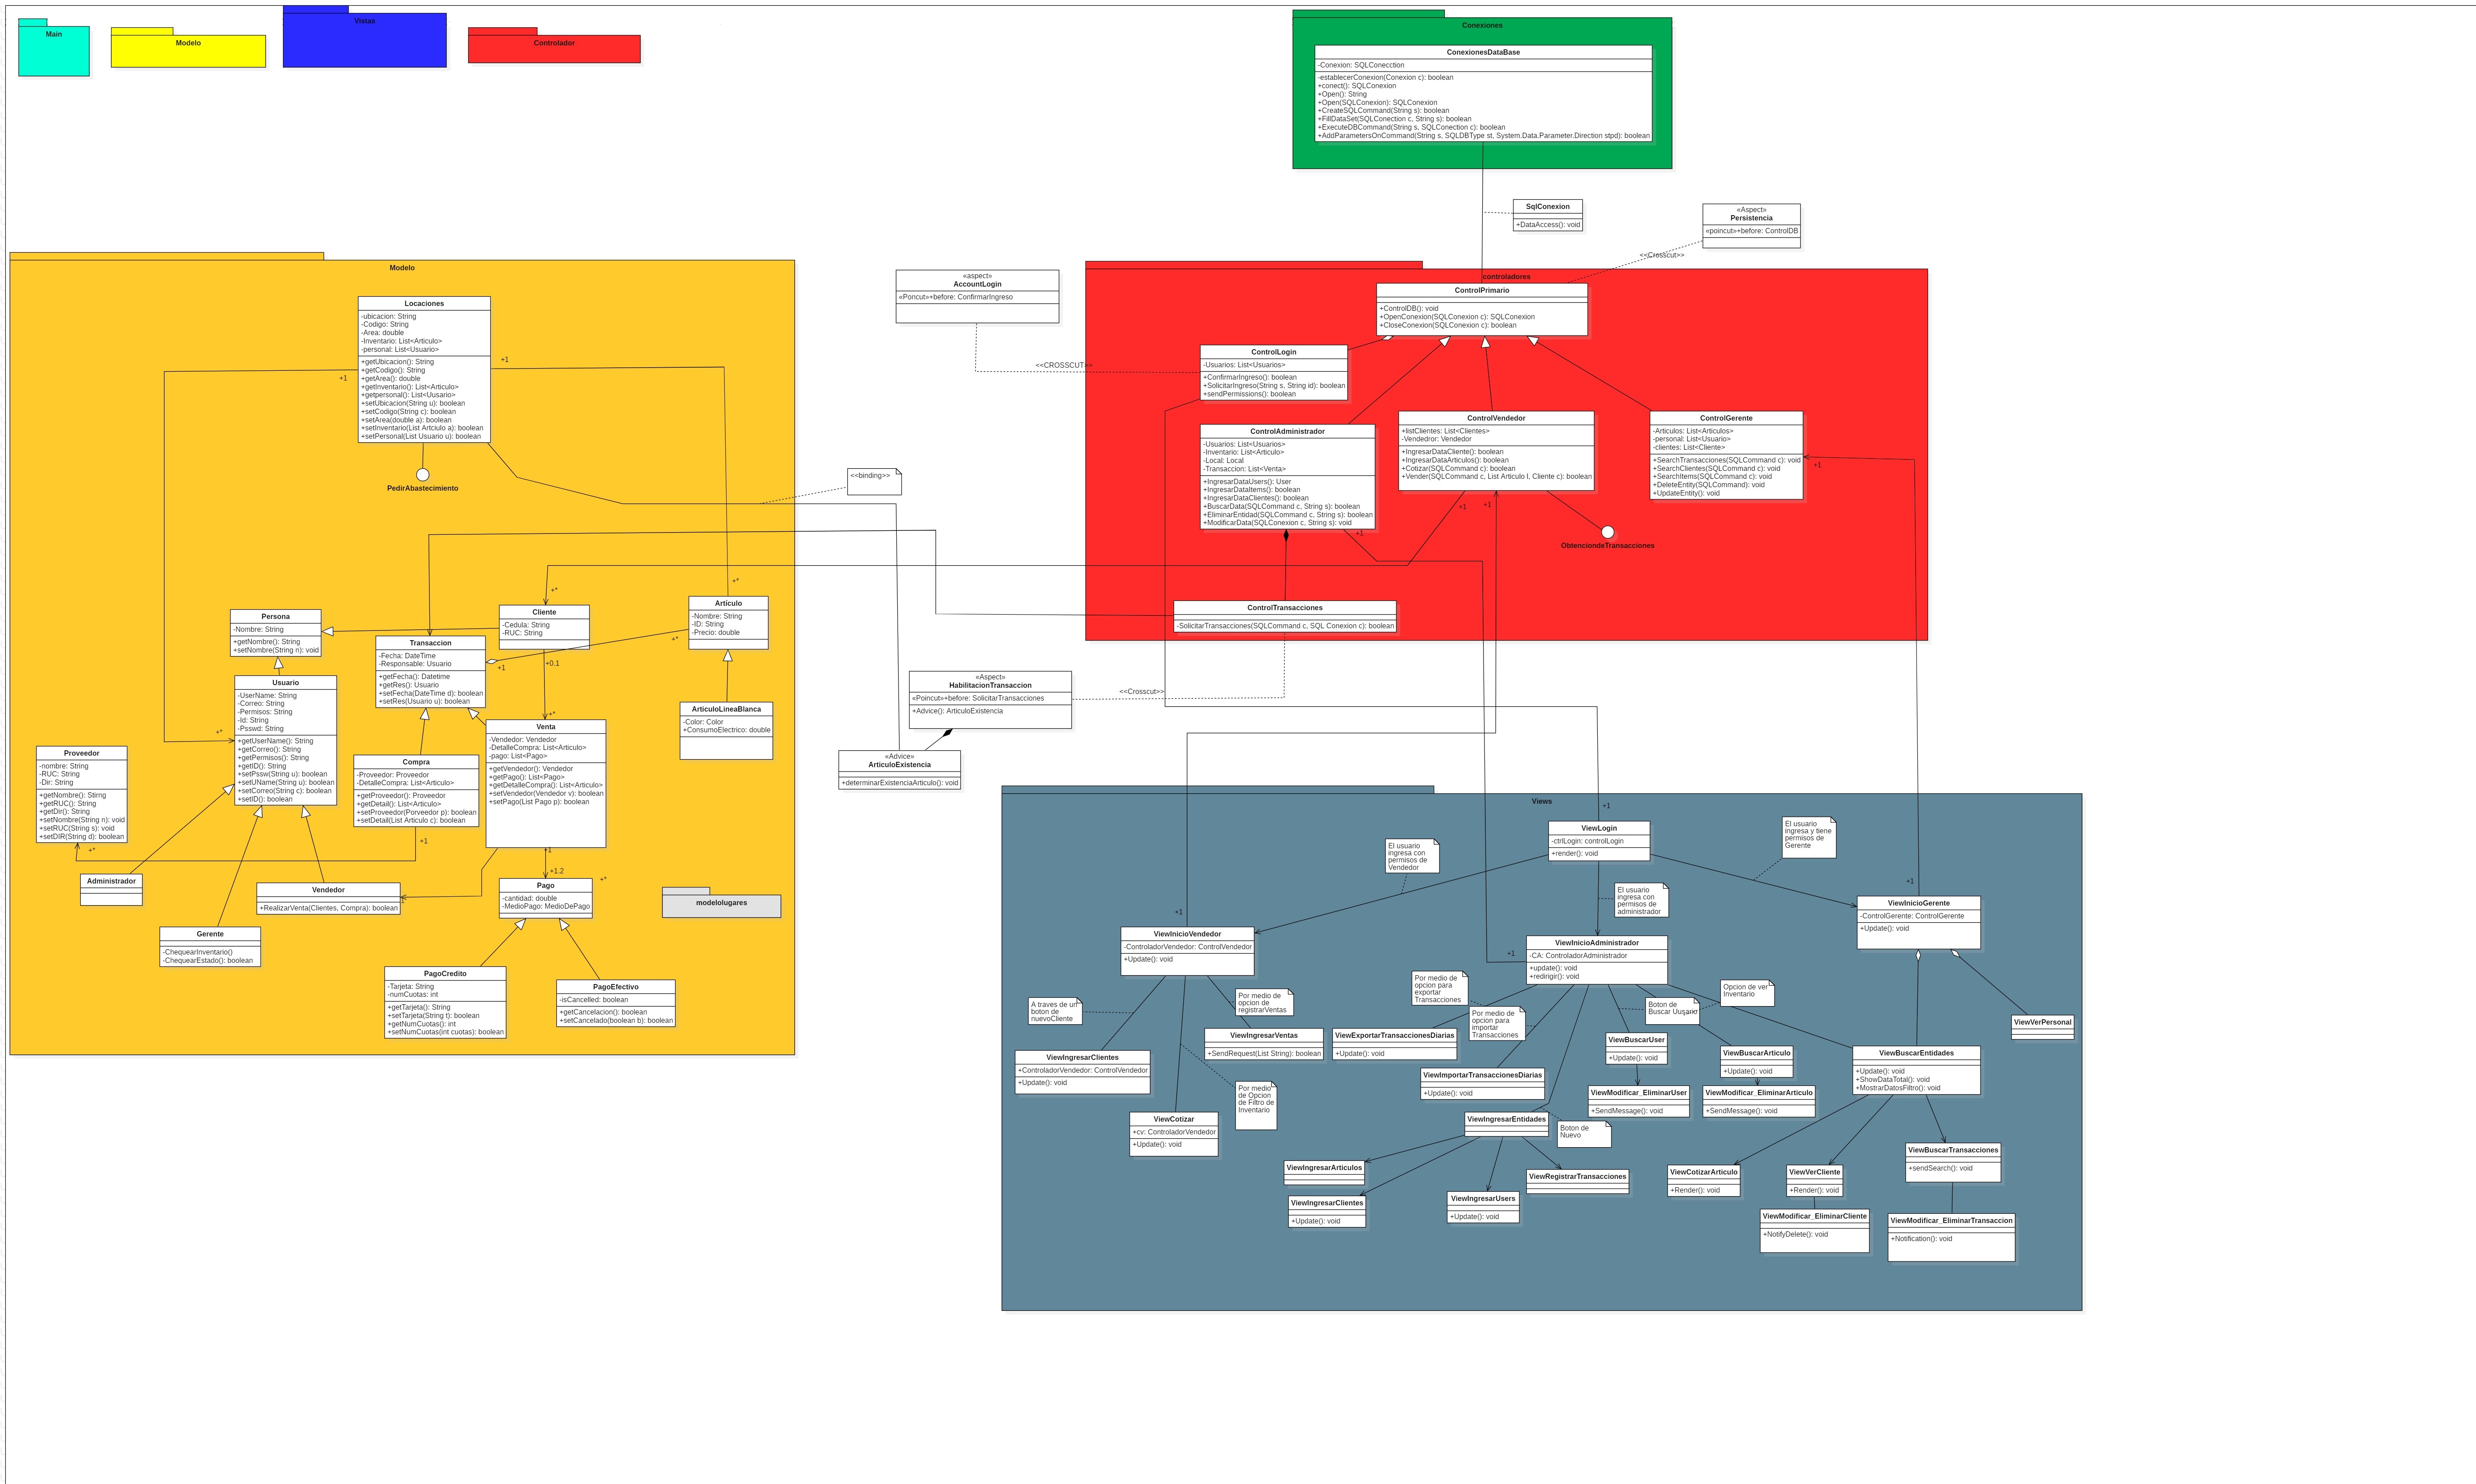 Main
Modelo
Vistas
Controlador
Conexiones
ConexionesDataBase
-Conexion: SQLConecction
-establecerConexion(Conexion c): boolean
+conect(): SQLConexion
+Open(): String
+Open(SQLConexion): SQLConexion
+CreateSQLCommand(String s): boolean
+FillDataSet(SQLConection c, String s): boolean
+ExecuteDBCommand(String s, SQLConection c): boolean
+AddParametersOnCommand(String s, SQLDBType st, System.Data.Parameter.Direction stpd): boolean
SqlConexion
+DataAccess(): void
«Aspect»
Persistencia
«poincut»+before: ControlDB
<<Crosscut>>
Modelo
Locaciones
-ubicacion: String
-Codigo: String
-Area: double
-Inventario: List<Articulo>
-personal: List<Usuario>
+getUbicacion(): String
+getCodigo(): String
+getArea(): double
+getInventario(): List<Articulo>
+getpersonal(): List<Uusario>
+setUbicacion(String u): boolean
+setCodigo(String c): boolean
+setArea(double a): boolean
+setInventario(List Artciulo a): boolean
+setPersonal(List Usuario u): boolean
+1
+1
PedirAbastecimiento
<<binding>>
Persona
-Nombre: String
+getNombre(): String
+setNombre(String n): void
Cliente
-Cedula: String
-RUC: String
+*
+0.1
Artículo
-Nombre: String
-ID: String
-Precio: double
+*
+*
Transaccion
-Fecha: DateTime
-Responsable: Usuario
+getFecha(): Datetime
+getRes(): Usuario
+setFecha(DateTime d): boolean
+setRes(Usuario u): boolean
+1
Usuario
-UserName: String
-Correo: String
-Permisos: String
-Id: String
-Psswd: String
+getUserName(): String
+getCorreo(): String
+getPermisos(): String
+getID(): String
+setPssw(String u): boolean
+setUName(String u): boolean
+setCorreo(String c): boolean
+setID(): boolean
+*
ArticuloLineaBlanca
-Color: Color
+ConsumoElectrico: double
Proveedor
-nombre: String
-RUC: String
-Dir: String
+getNombre(): Stirng
+getRUC(): String
+getDir(): String
+setNombre(String n): void
+setRUC(String s): void
+setDIR(String d): boolean
+*
Compra
-Proveedor: Proveedor
-DetalleCompra: List<Articulo>
+getProveedor(): Proveedor
+getDetail(): List<Articulo>
+setProveedor(Porveedor p): boolean
+setDetail(List Articulo c): boolean
+1
+*
Venta
-Vendedor: Vendedor
-DetalleCompra: List<Articulo>
-pago: List<Pago>
+getVendedor(): Vendedor
+getPago(): List<Pago>
+getDetalleCompra(): List<Articulo>
+setVendedor(Vendedor v): boolean
+setPago(List Pago p): boolean
+1
+1.2
+*
Administrador
Vendedor
+RealizarVenta(Clientes, Compra): boolean
Gerente
-ChequearInventario()
-ChequearEstado(): boolean
Pago
-cantidad: double
-MedioPago: MedioDePago
modelolugares
PagoCredito
-Tarjeta: String
-numCuotas: int
+getTarjeta(): String
+setTarjeta(String t): boolean
+getNumCuotas(): int
+setNumCuotas(int cuotas): boolean
PagoEfectivo
-isCancelled: boolean
+getCancelacion(): boolean
+setCancelado(boolean b): boolean
«aspect»
AccountLogin
«Poncut»+before: ConfirmarIngreso
<<CROSSCUT>>
controladores
ControlPrimario
+ControlDB(): void
+OpenConexion(SQLConexion c): SQLConexion
+CloseConexion(SQLConexion c): boolean
ControlLogin
-Usuarios: List<Usuarios>
+ConfirmarIngreso(): boolean
+SolicitarIngreso(String s, String id): boolean
+sendPermissions(): boolean
ControlAdministrador
-Usuarios: List<Usuarios>
-Inventario: List<Articulo>
-Local: Local
-Transaccion: List<Venta>
+IngresarDataUsers(): User
+IngresarDataItems(): boolean
+IngresarDataClientes(): boolean
+BuscarData(SQLCommand c, String s): boolean
+EliminarEntidad(SQLCommand c, String s): boolean
+ModificarData(SQLConexion c, String s): void
+1
ControlVendedor
+listClientes: List<Clientes>
-Vendedror: Vendedor
+IngresarDataCliente(): boolean
+IngresarDataArticulos(): boolean
+Cotizar(SQLCommand c): boolean
+Vender(SQLCommand c, List Articulo l, Cliente c): boolean
+1
+1
ControlGerente
-Articulos: List<Articulos>
-personal: List<Usuario>
-clientes: List<Cliente>
+SearchTransacciones(SQLCommand c): void
+SearchClientes(SQLCommand c): void
+SearchItems(SQLCommand c): void
+DeleteEntity(SQLCommand): void
+UpdateEntity(): void
+1
ObtenciondeTransacciones
ControlTransacciones
-SolicitarTransacciones(SQLCommand c, SQL Conexion c): boolean
«Aspect»
HabilitacionTransaccion
«Poincut»+before: SolicitarTransacciones
+Advice(): ArticuloExistencia
<<Crosscut>>
«Advice»
ArticuloExistencia
+determinarExistenciaArticulo(): void
Views
+1
ViewLogin
-ctrlLogin: controlLogin
+render(): void
El usuario
ingresa con
permisos de
Vendedor
El usuario
ingresa y tiene
permisos de
Gerente
El usuario
ingresa con
permisos de
administrador
+1
ViewInicioGerente
-ControlGerente: ControlGerente
+Update(): void
+1
ViewInicioVendedor
-ControladorVendedor: ControlVendedor
+Update(): void
+1
ViewInicioAdministrador
-CA: ControladorAdministrador
+update(): void
+redirigir(): void
Por medio de
opcion para
exportar
Transacciones
Opcion de ver
Inventario
A traves de un
boton de
nuevoCliente
Por medio de
opcion de
registrarVentas
Por medio de
opcion para
importar
Transacciones
Boton de
Buscar Uusario
ViewVerPersonal
ViewIngresarVentas
+SendRequest(List String): boolean
ViewExportarTransaccionesDiarias
+Update(): void
ViewBuscarUser
+Update(): void
ViewBuscarArticulo
+Update(): void
ViewBuscarEntidades
+Update(): void
+ShowDataTotal(): void
+MostrarDatosFiltro(): void
ViewIngresarClientes
+ControladorVendedor: ControlVendedor
+Update(): void
ViewImportarTransaccionesDiarias
+Update(): void
Por medio
de Opcion
de Filtro de
Inventario
ViewModificar_EliminarUser
+SendMessage(): void
ViewModificar_EliminarArticulo
+SendMessage(): void
ViewCotizar
+cv: ControladorVendedor
+Update(): void
ViewIngresarEntidades
Boton de
Nuevo
ViewIngresarArticulos
ViewIngresarClientes
+Update(): void
ViewIngresarUsers
+Update(): void
ViewRegistrarTransacciones
ViewCotizarArticulo
+Render(): void
ViewVerCliente
+Render(): void
ViewBuscarTransacciones
+sendSearch(): void
ViewModificar_EliminarCliente
+NotifyDelete(): void
ViewModificar_EliminarTransaccion
+Notification(): void